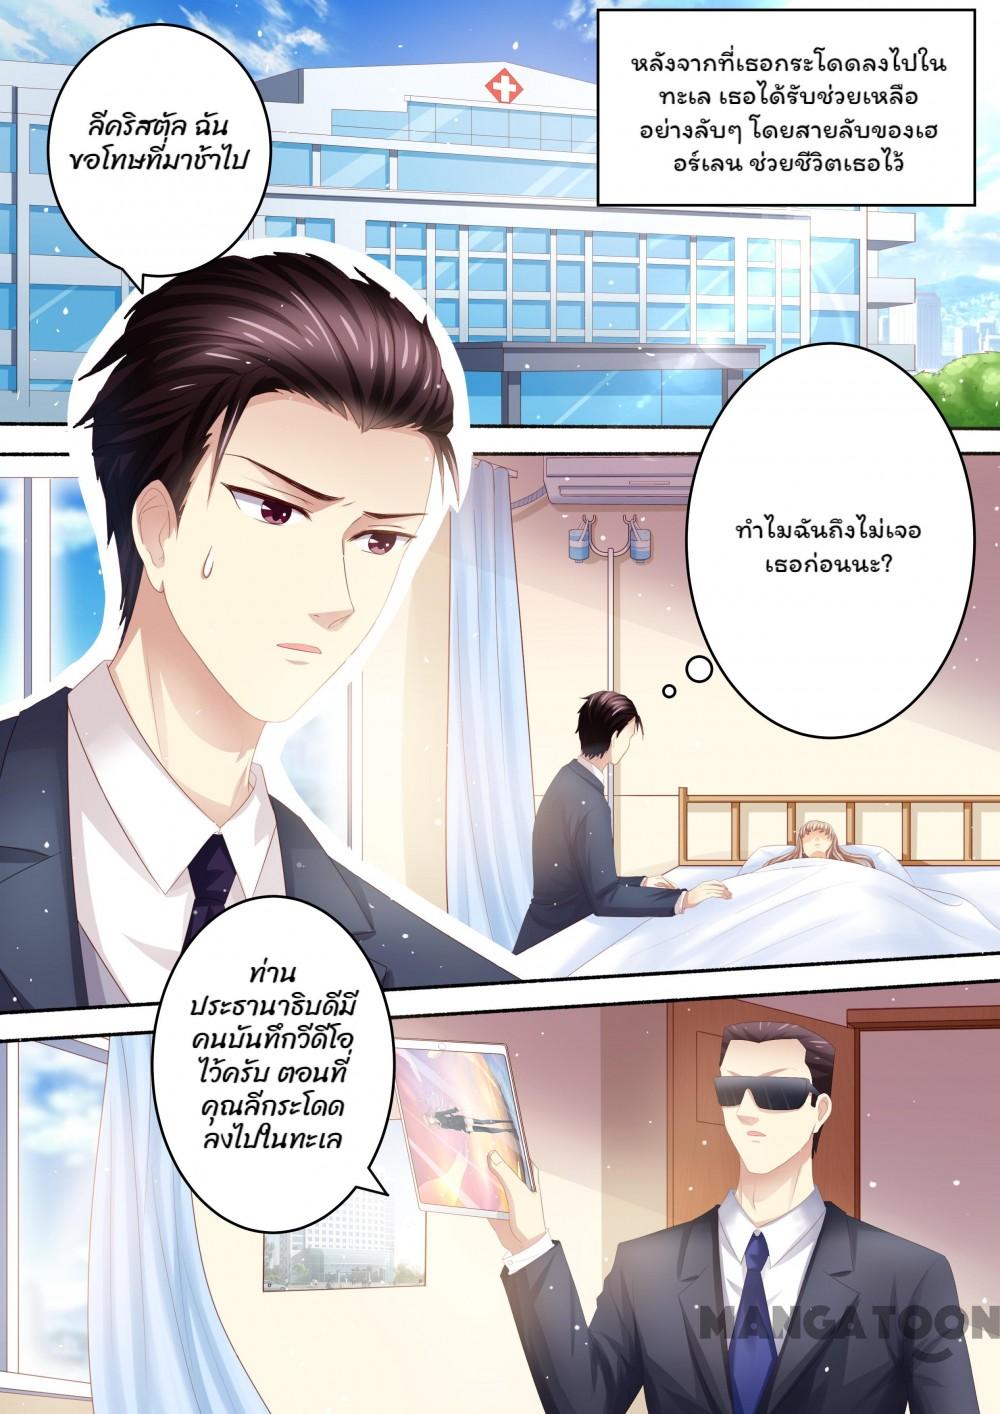 หลังจากที่เธอกระโดดลงไปใน
ทะเล เธอได้รับช่วยเหลือ
อย่างลับๆ โดยสายลับของเฮ
อร์เลน ช่วยชีวิตเธอไว้
ลีคริสตัล ฉัน
ขอโทษที่มาช้าไป
ทำไมฉันถึงไม่เจอ
เธอก่อนนะ?
ท่าน
ประธานาธิบดีมี
คนบันทึกวีดีโอ
ไว้ครับ ตอนที่
คุณลีกระโดด
ลงไปในทะเล
MANGATOON